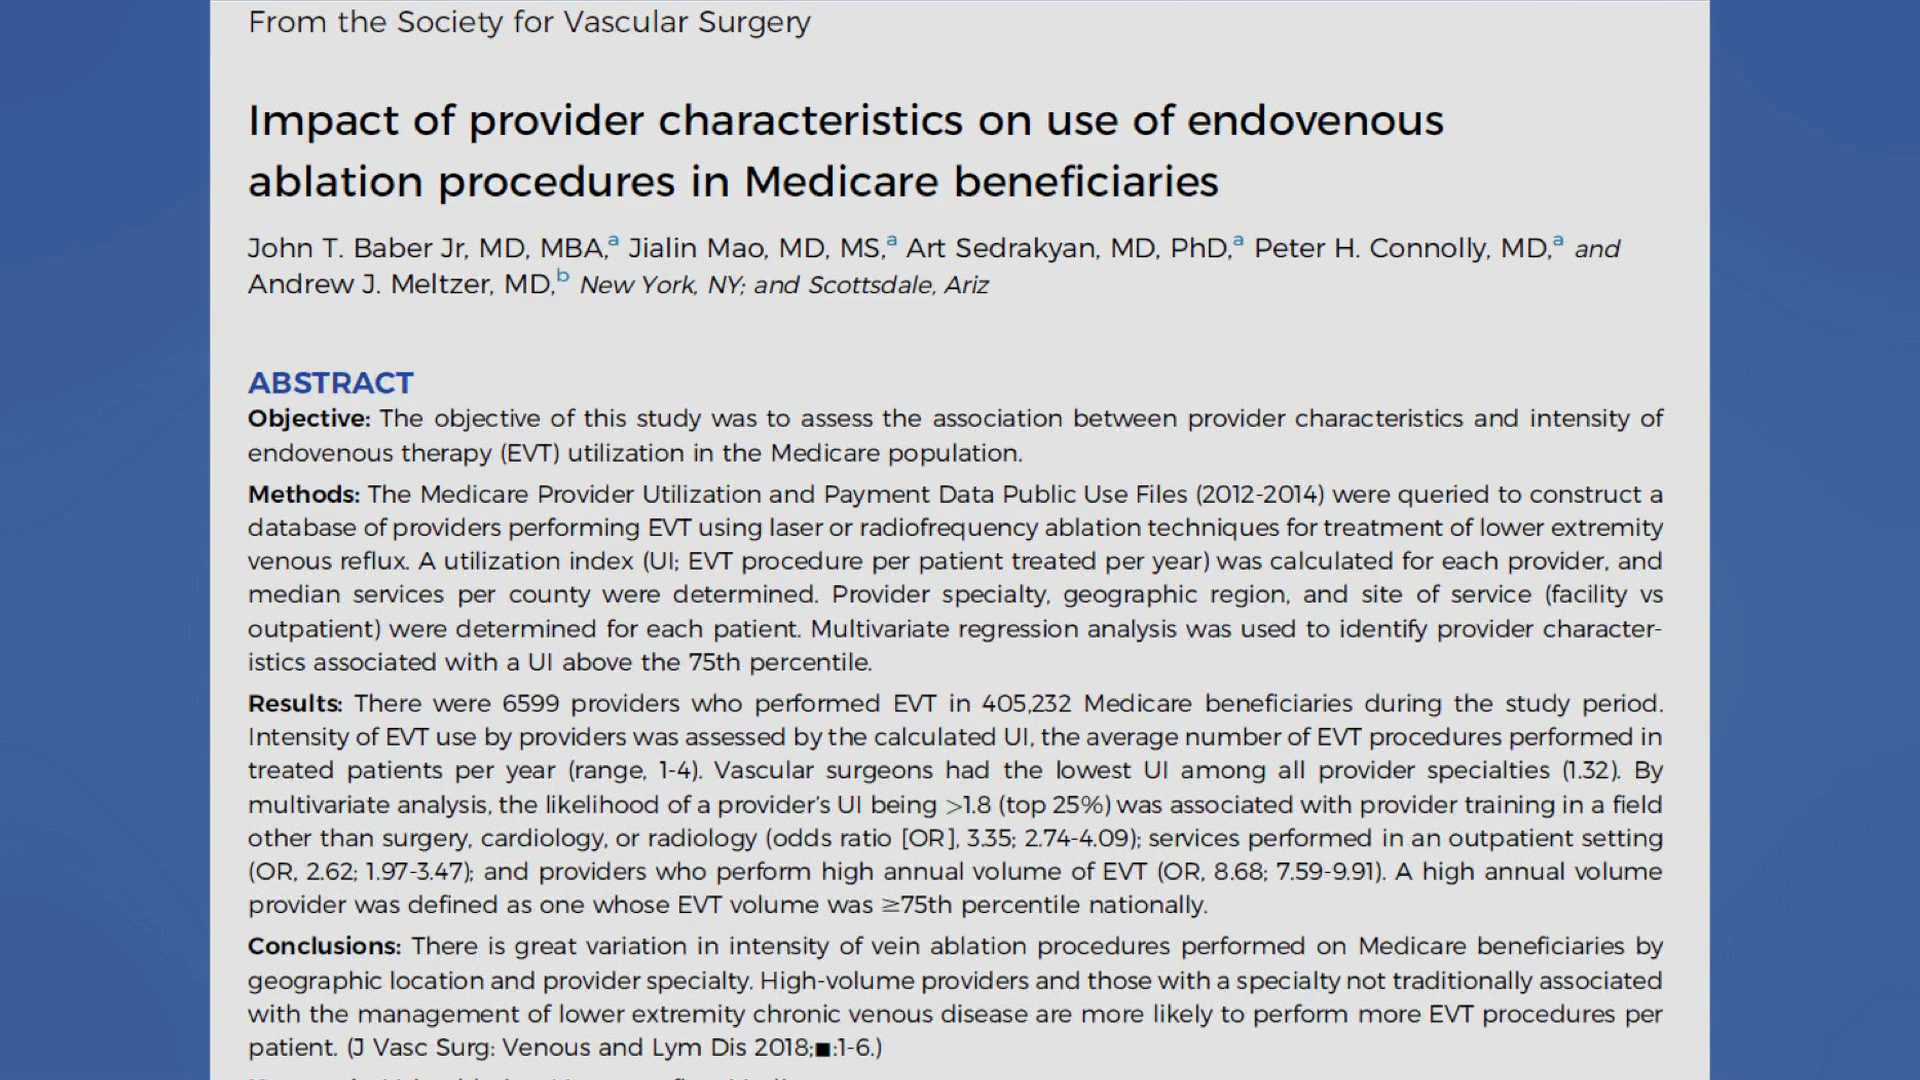 From the Society for Vascular Surgery
Impact of provider characteristics on use of endovenous
ablation procedures in Medicare beneficiaries
John T. Baber Jr, MD, MBA,a Jialin Mao, MD, MS,a Art Sedrakyan, MD, PhD,a Peter H. Connolly, MD,a and
Andrew J. Meltzer, MD,b New York, NY; and Scottsdale, Ariz
ABSTRACT
Objective: The objective of this study was to assess the association between provider characteristics and intensity of
endovenous therapy (EVT) utilization in the Medicare population.
Methods: The Medicare Provider Utilization and Payment Data Public Use Files (2012-2014) were queried to construct a
database of providers performing EVT using laser or radiofrequency ablation techniques for treatment of lower extremity
venous reflux. A utilization index (UI; EVT procedure per patient treated per year) was calculated for each provider, and
median services per county were determined. Provider specialty, geographic region, and site of service (facility vs
outpatient) were determined for each patient. Multivariate regression analysis was used to identify provider character-
istics associated with a UI above the 75th percentile.
Results: There were 6599 providers who performed EVT in 405,232 Medicare beneficiaries during the study period.
Intensity of EVT use by providers was assessed by the calculated UI, the average number of EVT procedures performed in
treated patients per year (range, 1-4). Vascular surgeons had the lowest UI among all provider specialties (1.32). By
multivariate analysis, the likelihood of a provider's UI being >1.8 (top 25%) was associated with provider training in a field
other than surgery, cardiology, or radiology (odds ratio [OR], 3.35; 2.74-4.09); services performed in an outpatient setting
(OR, 2.62; 1.97-3.47); and providers who perform high annual volume of EVT (OR, 8.68; 7.59-9.91). A high annual volume
provider was defined as one whose EVT volume was ≥75th percentile nationally.
Conclusions: There is great variation in intensity of vein ablation procedures performed on Medicare beneficiaries by
geographic location and provider specialty. High-volume providers and those with a specialty not traditionally associated
with the management of lower extremity chronic venous disease are more likely to perform more EVT procedures per
patient. (J Vasc Surg: Venous and Lym Dis 2018;■:1-6.)